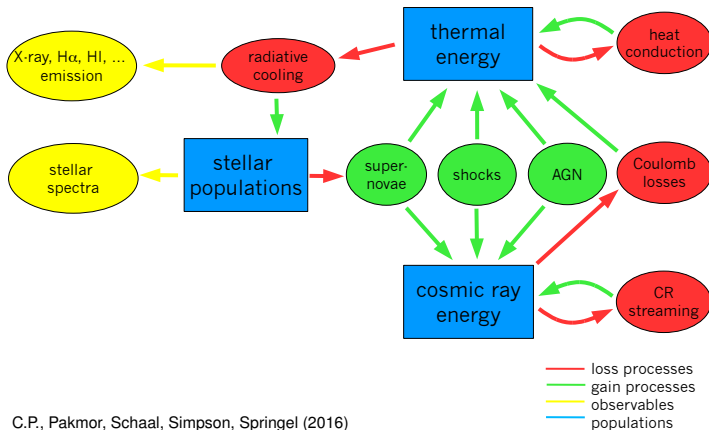 thermal
energy
heat
conduction
X-ray, Hα, HI, ...
emission
radiative
cooling
stellar
spectra
stellar
populations
super-
novae
shocks
AGN
Coulomb
losses
cosmic ray
energy
CR
streaming
loss processes
gain processes
observables
populations
C.P., Pakmor, Schaal, Simpson, Springel (2016)